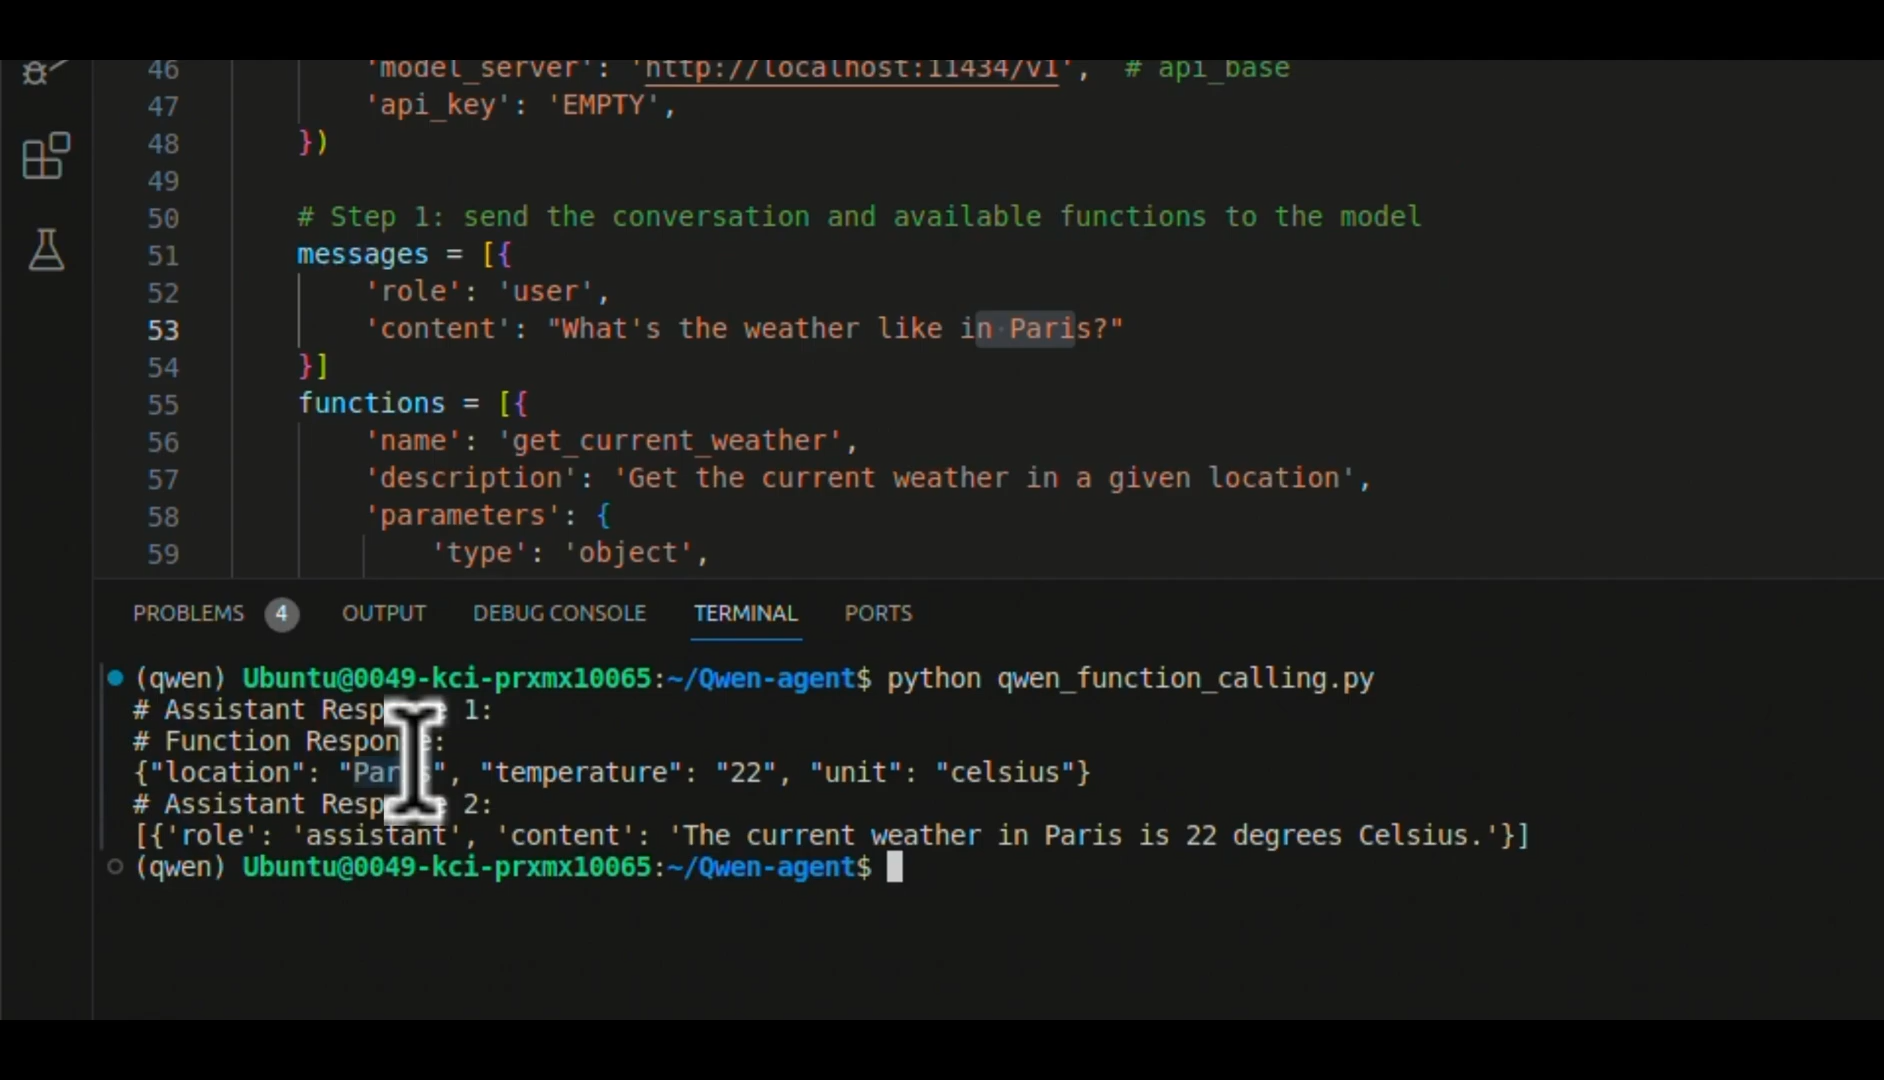 46 'model_server': 'http://localhost:11434/v1', # api_base
47 'api_key': 'EMPTY',
48 })
49
50 # Step 1: send the conversation and available functions to the model
51 messages = [{
52 'role': 'user',
53 'content': "What's the weather like in Paris?"
54 }]
55 functions = [{
56 'name': 'get_current_weather',
57 'description': 'Get the current weather in a given location',
58 'parameters': {
59 'type': 'object',
PROBLEMS 4 OUTPUT DEBUG CONSOLE TERMINAL PORTS
(qwen) Ubuntu@0049-kci-prxmx10065:~/Qwen-agent$ python qwen_function_calling.py
# Assistant Response 1:
# Function Response:
{"location": "Paris", "temperature": "22", "unit": "celsius"}
# Assistant Response 2:
[{'role': 'assistant', 'content': 'The current weather in Paris is 22 degrees Celsius.'}]
(qwen) Ubuntu@0049-kci-prxmx10065:~/Qwen-agent$